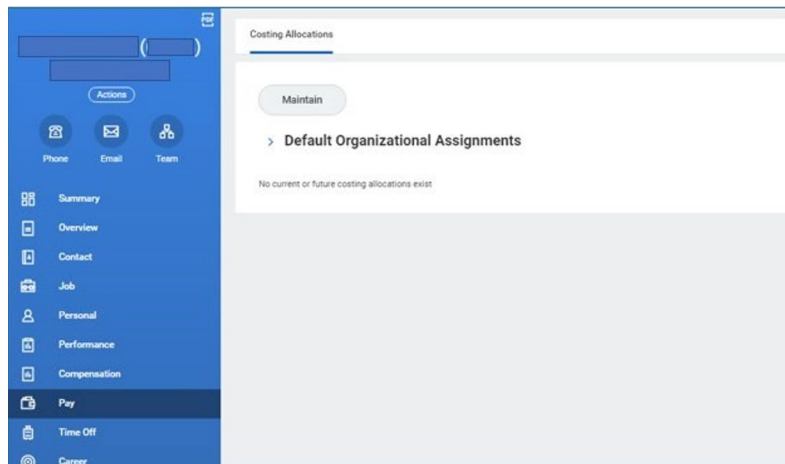 PDF
( )
Actions
Phone Email Team
Summary
Overview
Contact
Job
Personal
Performance
Compensation
Pay
Time Off
Career
Costing Allocations
Maintain
Default Organizational Assignments
No current or future costing allocations exist